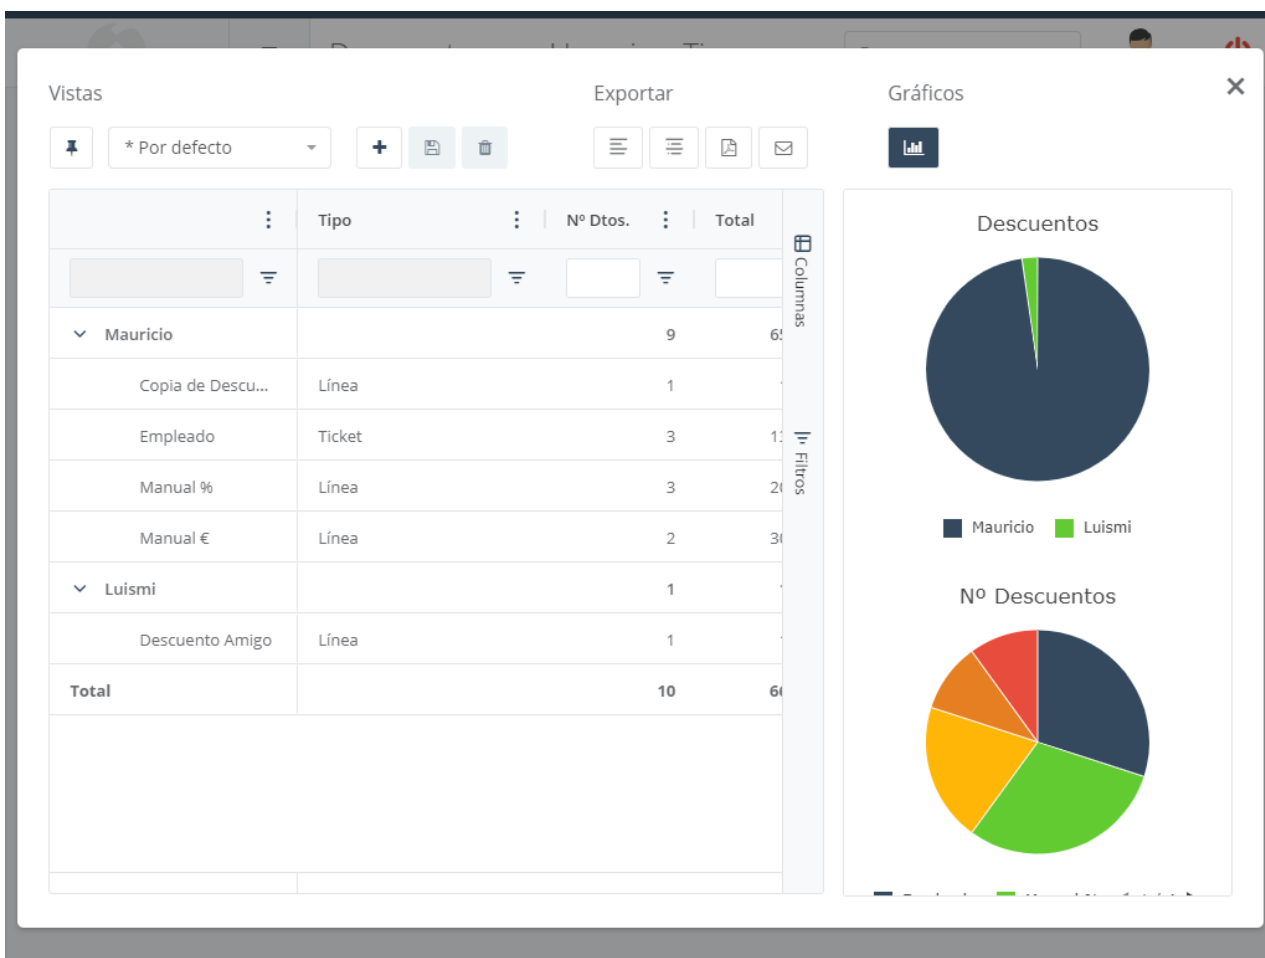 Vistas
Exportar
Gráficos
* Por defecto
Tipo
Nº Dtos.
Total
Columnas
Filtros
Mauricio 9
Copia de Descu... Línea 1
Empleado Ticket 3
Manual % Línea 3
Manual € Línea 2
Luismi 1
Descuento Amigo Línea 1
Total 10
Descuentos
Mauricio Luismi
Nº Descuentos